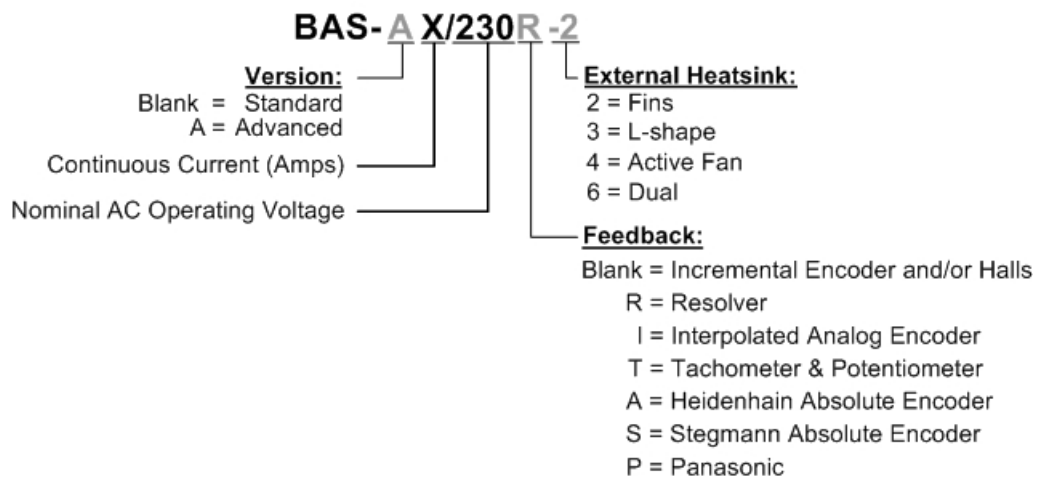 BAS- A X/230R -2
Version:
Blank = Standard
A = Advanced
Continuous Current (Amps)
Nominal AC Operating Voltage
External Heatsink:
2 = Fins
3 = L-shape
4 = Active Fan
6 = Dual
Feedback:
Blank = Incremental Encoder and/or Halls
R = Resolver
I = Interpolated Analog Encoder
T = Tachometer & Potentiometer
A = Heidenhain Absolute Encoder
S = Stegmann Absolute Encoder
P = Panasonic